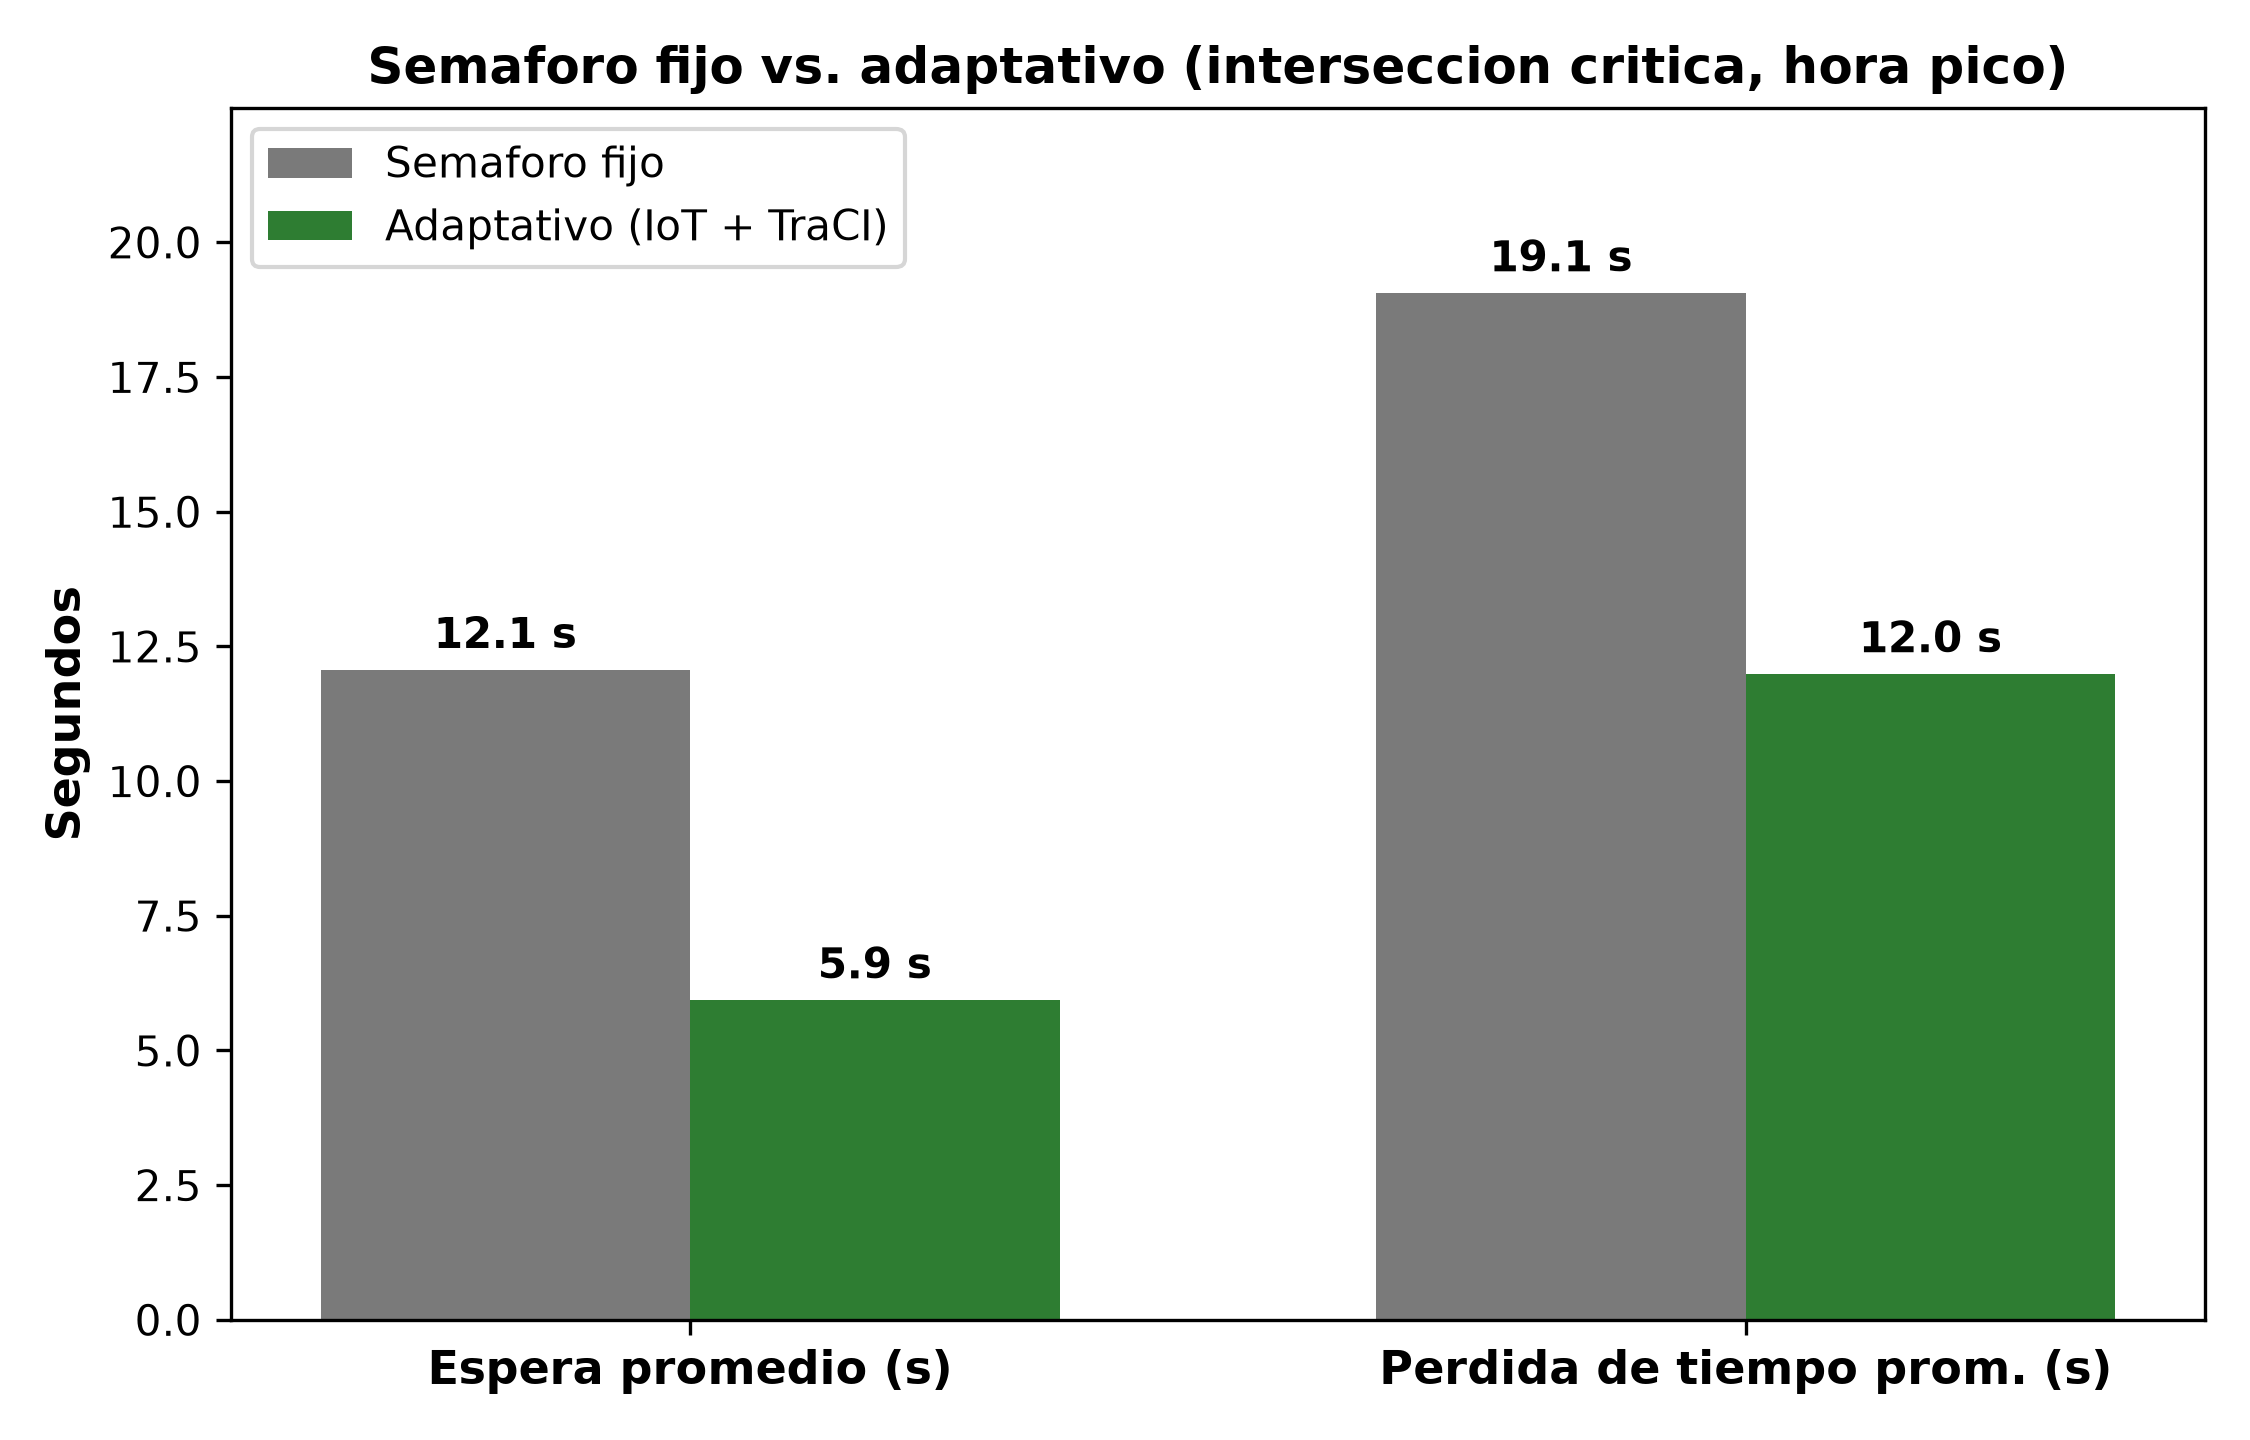 Semaforo fijo vs. adaptativo (interseccion critica, hora pico)
Semaforo fijo
Adaptativo (IoT + TraCI)
Segundos
20.0
17.5
15.0
12.5
10.0
7.5
5.0
2.5
0.0
12.1 s
5.9 s
19.1 s
12.0 s
Espera promedio (s)
Perdida de tiempo prom. (s)